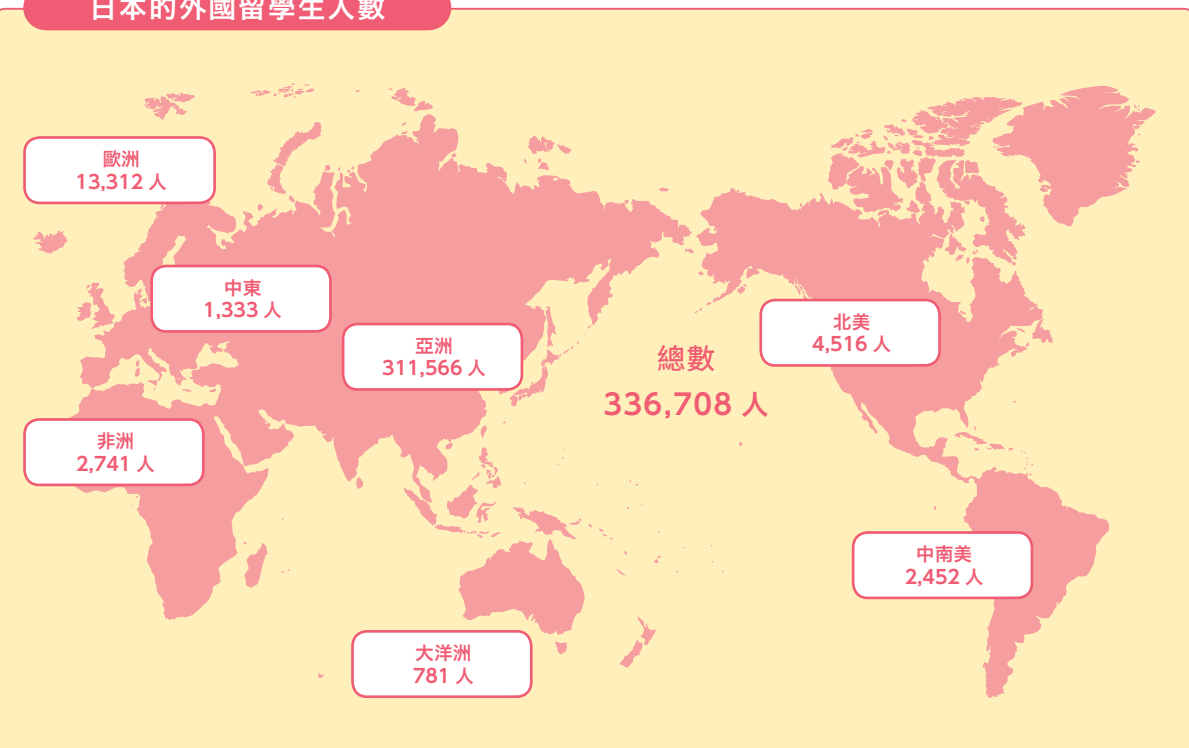 日本的外國留學生人數
歐洲
13,312 人
中東
1,333 人
亞洲
311,566 人
北美
4,516 人
總數
336,708 人
非洲
2,741 人
中南美
2,452 人
大洋洲
781 人